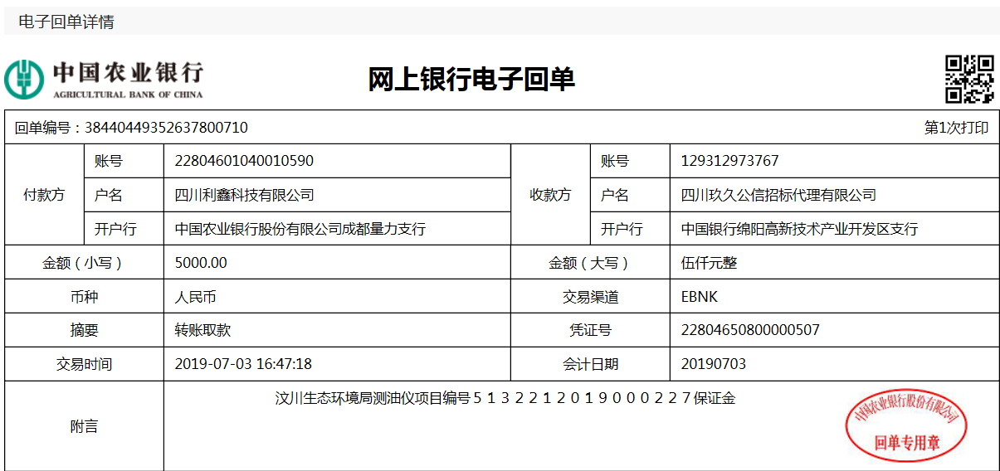 电子回单详情
中国农业银行
AGRICULTURAL BANK OF CHINA
网上银行电子回单
回单编号：38440449352637800710 第1次打印
付款方 账号 22804601040010590 收款方 账号 129312973767
户名 四川利鑫科技有限公司 户名 四川玖久公信招标代理有限公司
开户行 中国农业银行股份有限公司成都量力支行 开户行 中国银行绵阳高新技术产业开发区支行
金额（小写） 5000.00 金额（大写） 伍仟元整
币种 人民币 交易渠道 EBNK
摘要 转账取款 凭证号 22804650800000507
交易时间 2019-07-03 16:47:18 会计日期 20190703
附言 汶川生态环境局测油仪项目编号５１３２２１２０１９０００２２７保证金
中国农业银行股份有限公司
回单专用章